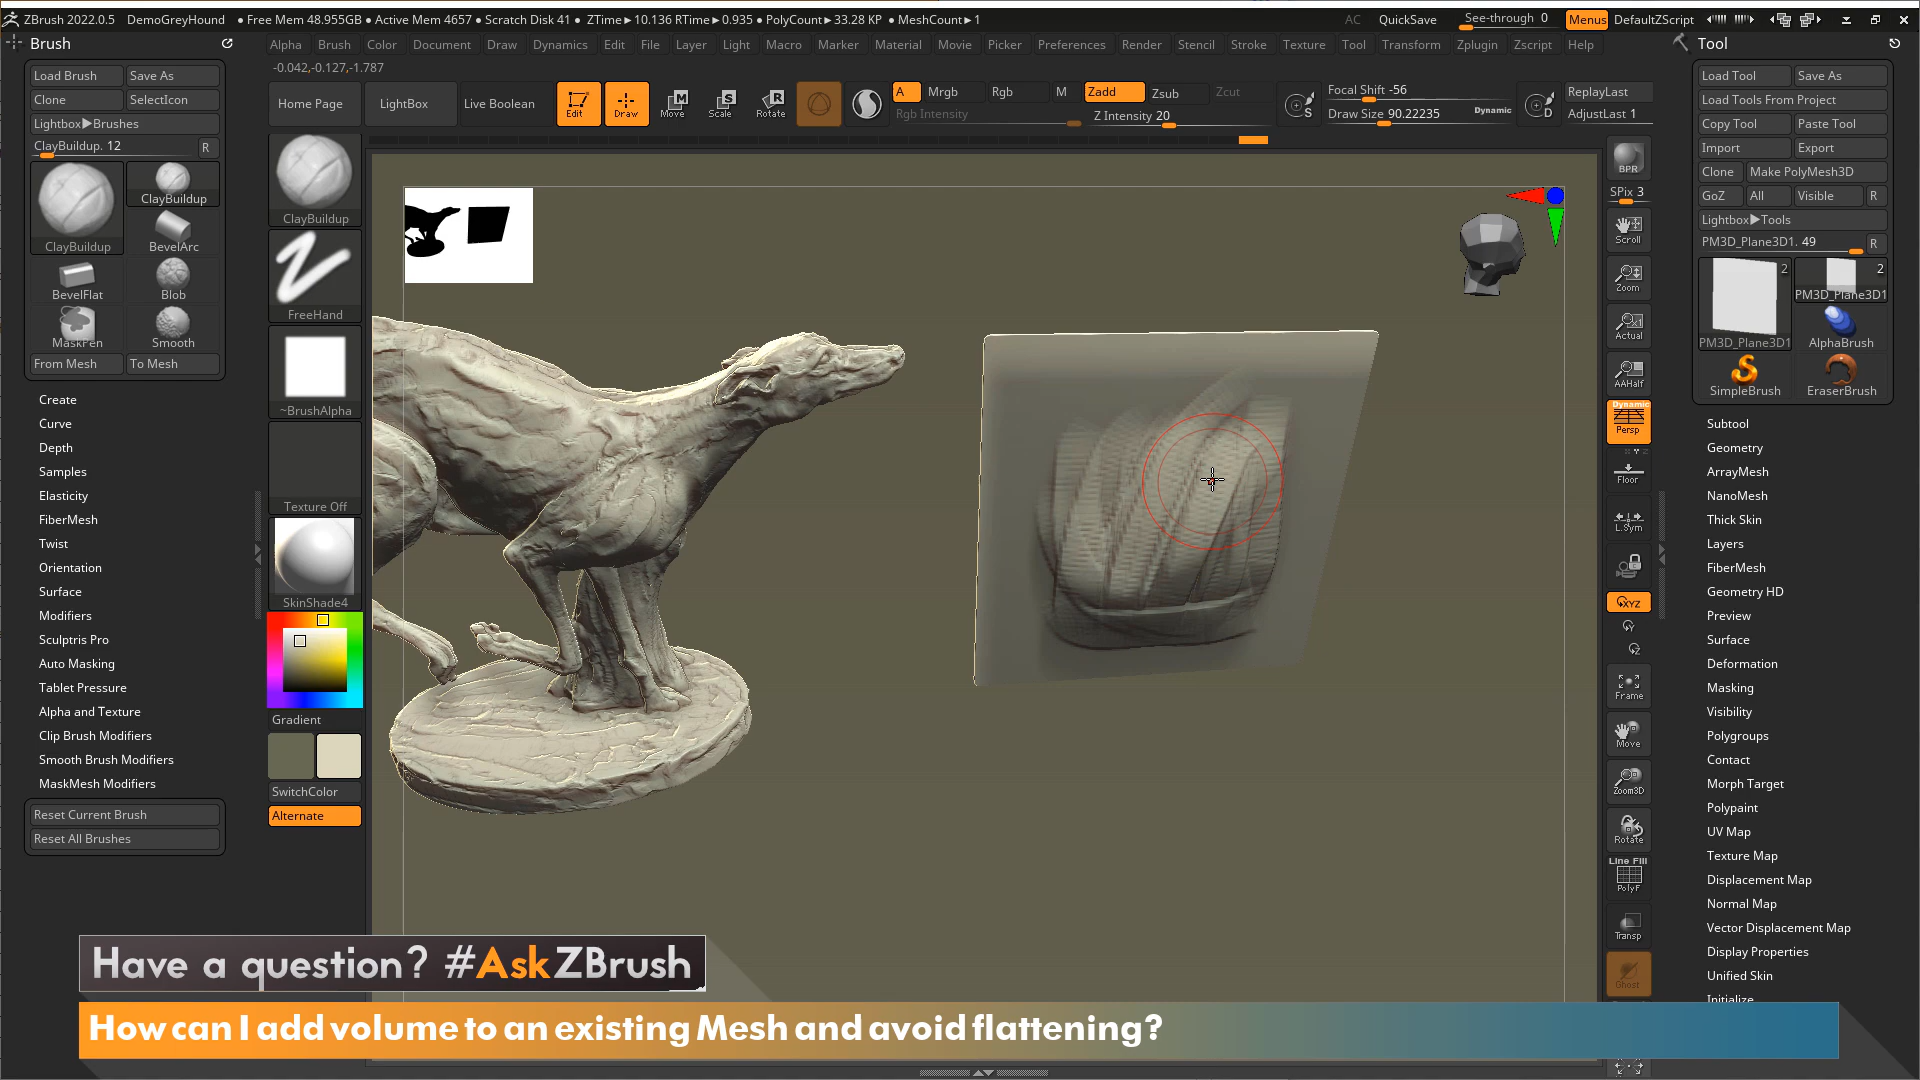 ZBrush 2022.0.5 DemoGreyHound • Free Mem 48.955GB • Active Mem 4657 • Scratch Disk 41 • ZTime▶10.136 RTime▶0.935 • PolyCount▶33.28 KP • MeshCount▶1 AC QuickSave See-through 0 Menus DefaultZScript
Brush
Alpha Brush Color Document Draw Dynamics Edit File Layer Light Macro Marker Material Movie Picker Preferences Render Stencil Stroke Texture Tool Transform Zplugin Zscript Help
Tool
-0.042,-0.127,-1.787
Load Brush Save As
Clone SelectIcon
Lightbox▶Brushes
ClayBuildup. 12 R
ClayBuildup
ClayBuildup
BevelArc
BevelFlat Blob
MaskPen Smooth
From Mesh To Mesh
Create
Curve
Depth
Samples
Elasticity
FiberMesh
Twist
Orientation
Surface
Modifiers
Sculptris Pro
Auto Masking
Tablet Pressure
Alpha and Texture
Clip Brush Modifiers
Smooth Brush Modifiers
MaskMesh Modifiers
Reset Current Brush
Reset All Brushes
Home Page LightBox Live Boolean Edit Draw Move Scale Rotate
A Mrgb Rgb M Zadd Zsub Zcut
Rgb Intensity Z Intensity 20
S Focal Shift -56
Draw Size 90.22235 Dynamic
D ReplayLast
AdjustLast 1
ClayBuildup
FreeHand
~BrushAlpha
Texture Off
SkinShade4
Gradient
SwitchColor
Alternate
BPR
SPix 3
Scroll
Zoom
Actual
AAHalf
Dynamic
Persp
Floor
L.Sym
XYZ
Y
Z
Frame
Move
Zoom3D
Rotate
Line Fill
PolyF
Transp
Ghost
Load Tool Save As
Load Tools From Project
Copy Tool Paste Tool
Import Export
Clone Make PolyMesh3D
GoZ All Visible R
Lightbox▶Tools
PM3D_Plane3D1. 49 R
2 2
PM3D_Plane3D1
PM3D_Plane3D1 AlphaBrush
SimpleBrush EraserBrush
Subtool
Geometry
ArrayMesh
NanoMesh
Thick Skin
Layers
FiberMesh
Geometry HD
Preview
Surface
Deformation
Masking
Visibility
Polygroups
Contact
Morph Target
Polypaint
UV Map
Texture Map
Displacement Map
Normal Map
Vector Displacement Map
Display Properties
Unified Skin
Initialize
Have a question? #AskZBrush
How can I add volume to an existing Mesh and avoid flattening?